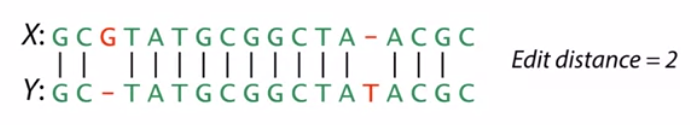 X: G C G T A T G C G G C T A - A C G C
| | | | | | | | | | | | | | | |
Y: G C - T A T G C G G C T A T A C G C
Edit distance = 2